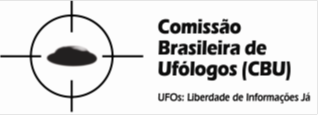 Comissão
Brasileira de
Ufólogos (CBU)
UFOs: Liberdade de Informações Já